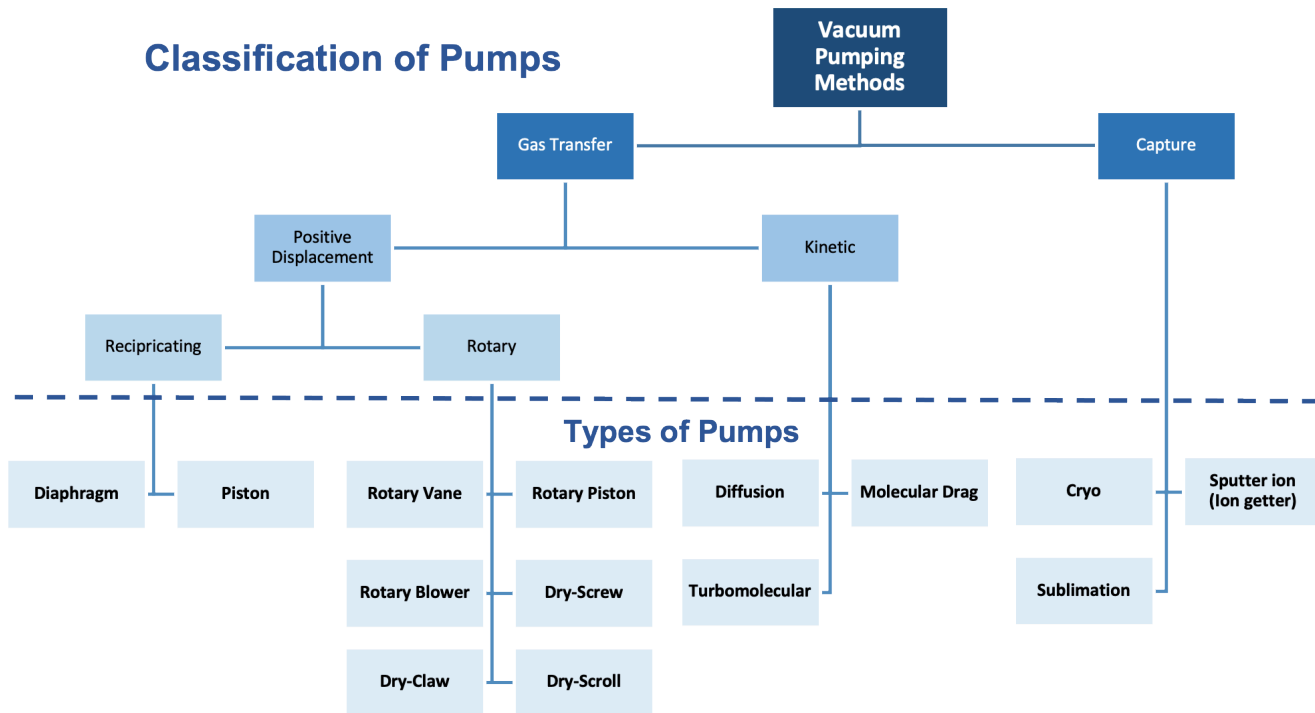 Classification of Pumps
Vacuum
Pumping
Methods
Gas Transfer
Capture
Positive
Displacement
Kinetic
Recipricating
Rotary
Types of Pumps
Diaphragm
Piston
Rotary Vane
Rotary Piston
Diffusion
Molecular Drag
Cryo
Sputter ion
(Ion getter)
Rotary Blower
Dry-Screw
Turbomolecular
Sublimation
Dry-Claw
Dry-Scroll